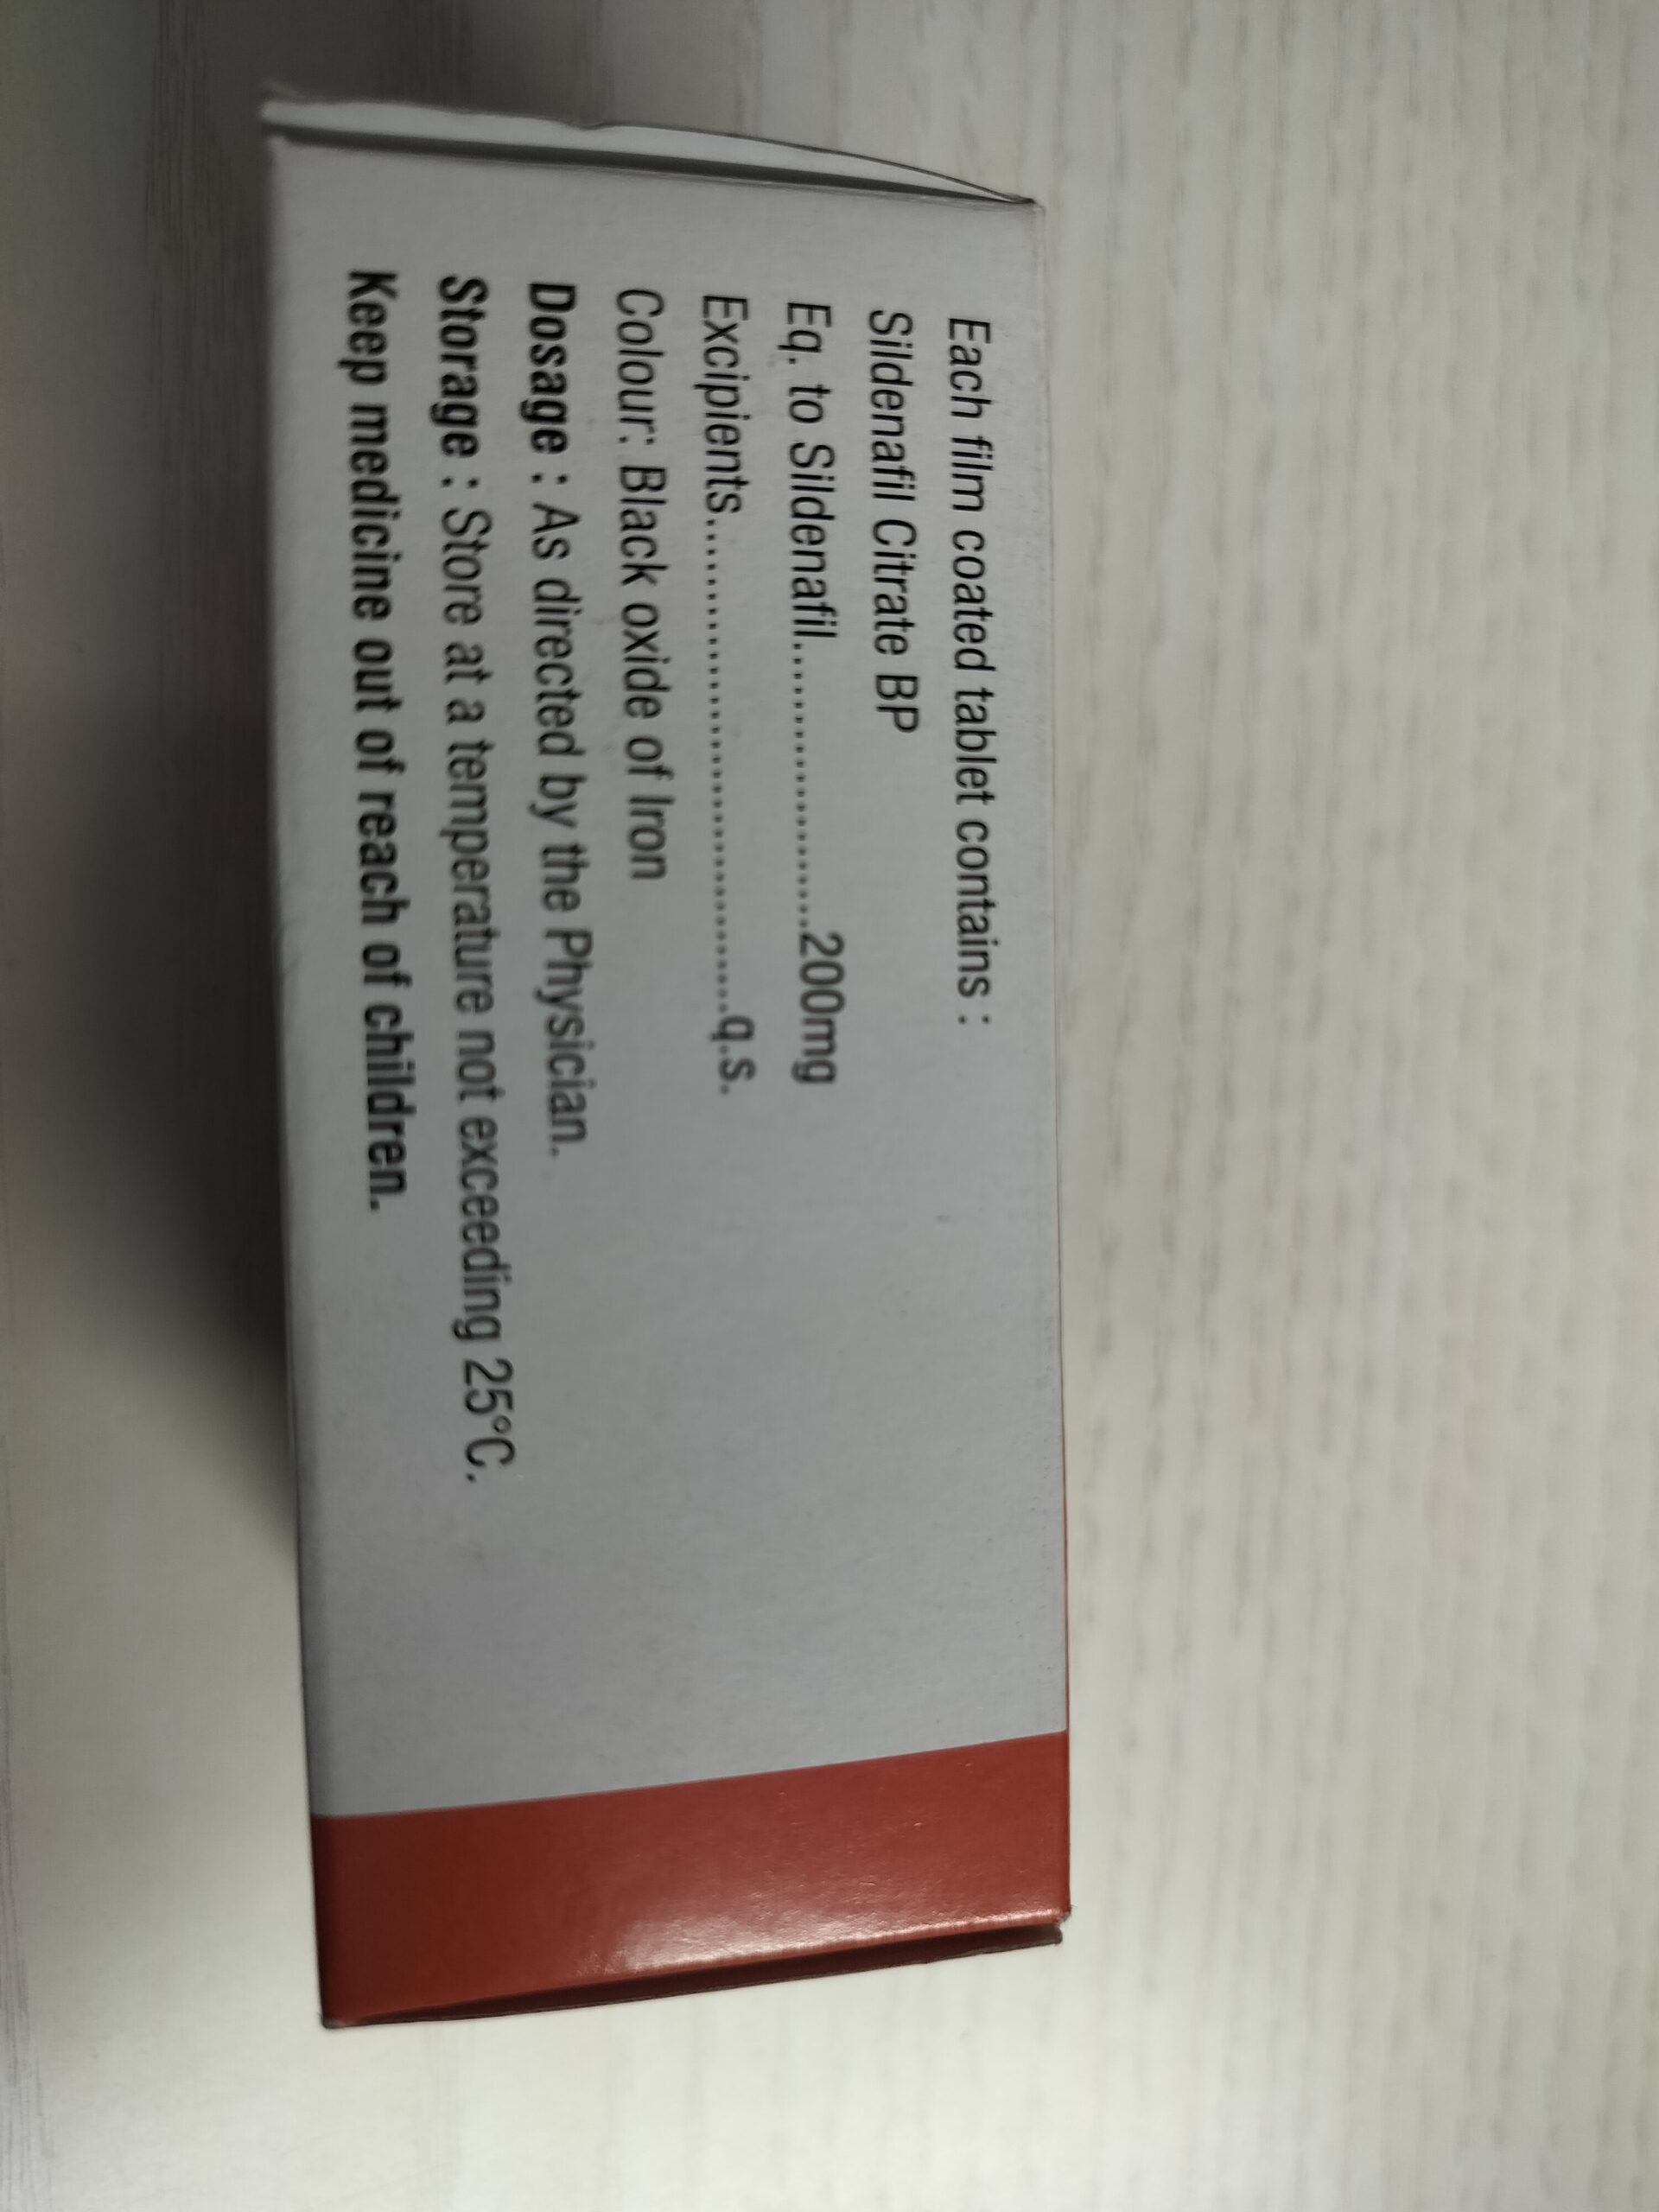 Each film coated tablet contains :
Sildenafil Citrate BP
Eq. to Sildenafil..........................200mg
Excipients.............................................q.s.
Colour: Black oxide of Iron
Dosage : As directed by the Physician.
Storage : Store at a temperature not exceeding 25°C.
Keep medicine out of reach of children.